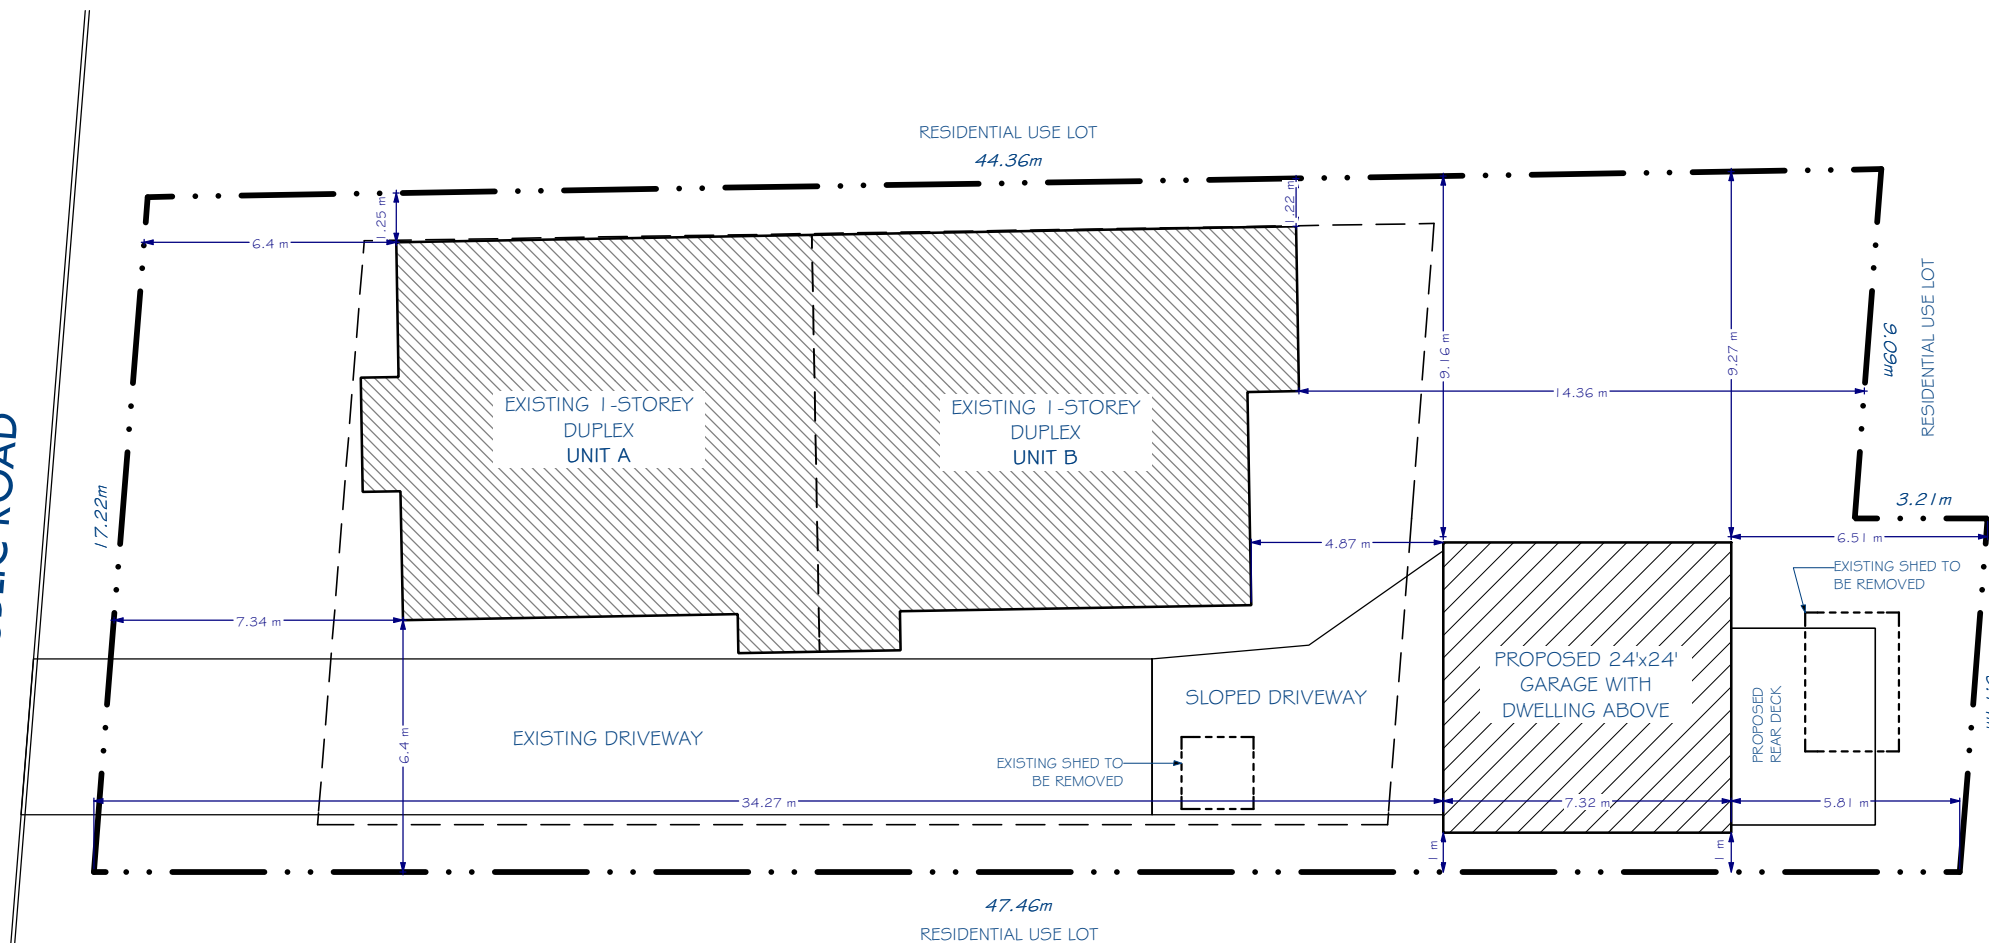 RESIDENTIAL USE LOT
44.36m
1.25 m
1.22 m
6.4 m
RESIDENTIAL USE LOT
9.09m
9.16 m
9.27 m
14.36 m
EXISTING 1-STOREY
DUPLEX
UNIT A
EXISTING 1-STOREY
DUPLEX
UNIT B
ROAD
17.22m
3.21m
4.87 m
6.51 m
EXISTING SHED TO
BE REMOVED
7.34 m
PROPOSED 24'x24'
GARAGE WITH
DWELLING ABOVE
PROPOSED
REAR DECK
SLOPED DRIVEWAY
EXISTING DRIVEWAY
6.4 m
EXISTING SHED TO
BE REMOVED
34.27 m
7.32 m
5.81 m
1 m
1 m
47.46m
RESIDENTIAL USE LOT